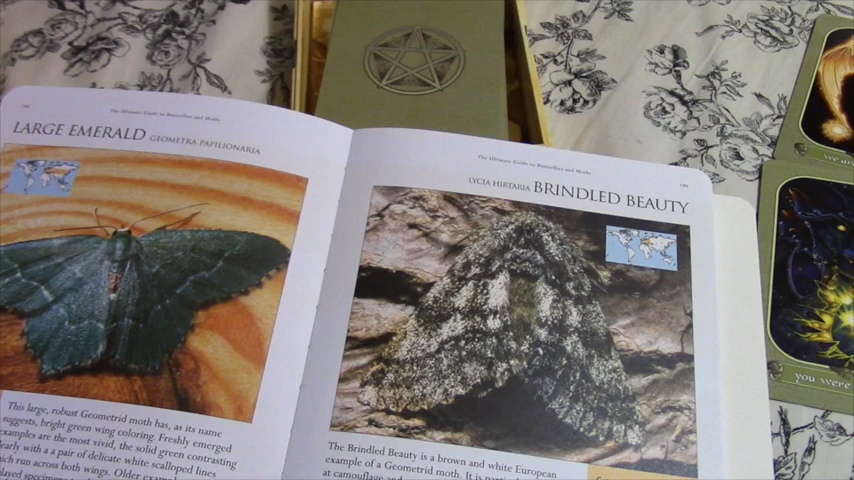 The Ultimate Guide to Butterflies and Moths
LARGE EMERALD GEOMETRA PAPILIONARIA
This large, robust Geometrid moth has, as its name
suggests, bright green wing coloring. Freshly emerged
examples are the most vivid, the solid green contrasting
with a a pair of delicate white scalloped lines
run across both wings. Older
The Ultimate Guide to Butterflies and Moths
199
LYCIA HIRTARIA BRINDLED BEAUTY
The Brindled Beauty is a brown and white European
example of a Geometrid moth. It is
at camouflage and
we are
you were